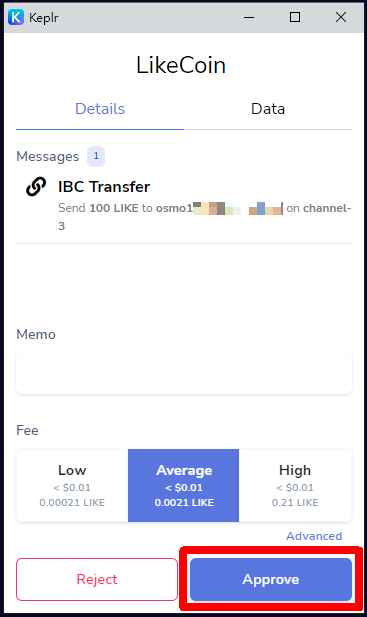 Keplr
LikeCoin
Details Data
Messages 1
IBC Transfer
Send 100 LIKE to osmo1 on channel-
3
Memo
Fee
Low Average High
< $0.01 < $0.01 < $0.01
0.00021 LIKE 0.0021 LIKE 0.21 LIKE
Advanced
Reject Approve